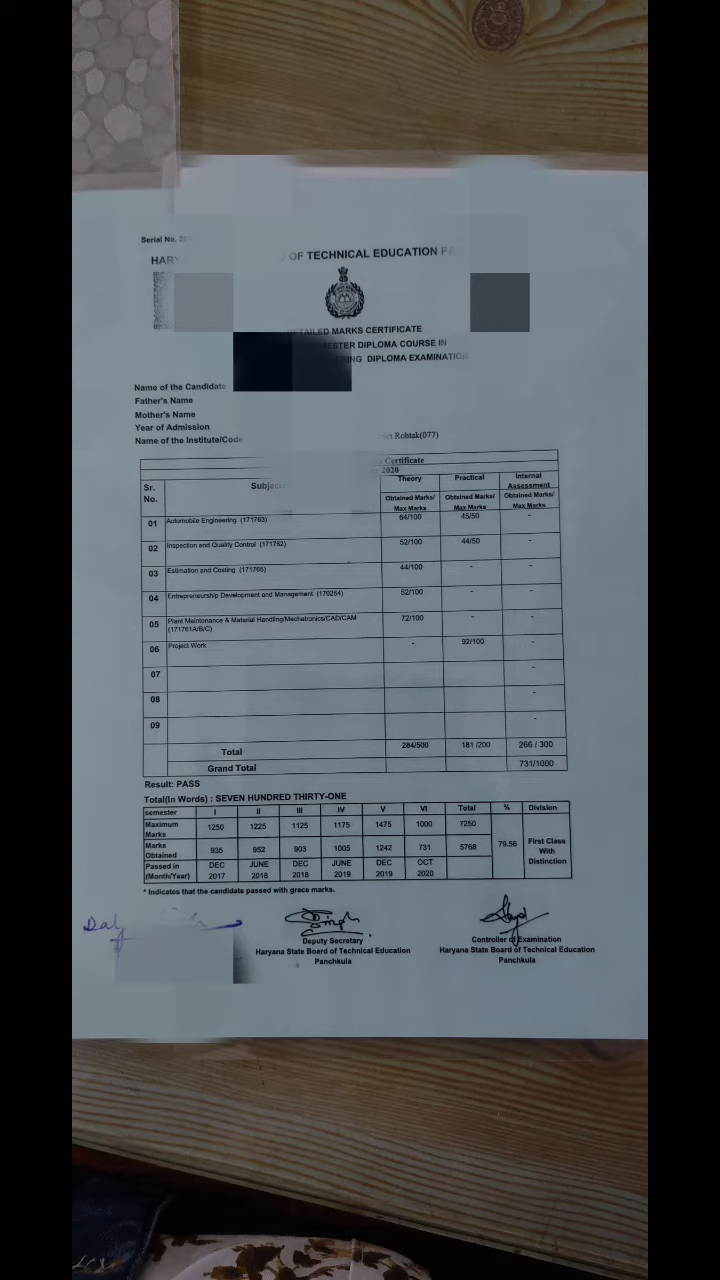 Serial No.
HARY OF TECHNICAL EDUCATION PA
DETAILED MARKS CERTIFICATE
ESTER DIPLOMA COURSE IN
RING DIPLOMA EXAMINATION
Name of the Candidate
Father's Name
Mother's Name
Year of Admission
Name of the Institute/Code Rohtak(077)
Certificate
2020
Sr. No. Subjec Theory Practical Internal Assessment
Obtained Marks/ Max Marks Obtained Marks/ Max Marks Obtained Marks/ Max Marks
01 Automobile Engineering (171763) 64/100 45/50 -
02 Inspection and Quality Control (171762) 52/100 44/50 -
03 Estimation and Costing (171765) 44/100 - -
04 Entrepreneurship Development and Management (170264) 52/100 - -
05 Plant Maintenance & Material Handling/Mechatronics/CAD/CAM 72/100 - -
(171761A/B/C)
06 Project Work - 92/100 -
07 -
08 -
09 -
Total 284/500 181 /200 266 / 300
Grand Total 731/1000
Result: PASS
Total(In Words) : SEVEN HUNDRED THIRTY-ONE
semester I II III IV V VI Total % Division
Maximum Marks 1250 1225 1125 1175 1475 1000 7250
Marks Obtained 935 952 903 1005 1242 731 5768 79.56 First Class With Distinction
Passed in (Month/Year) DEC 2017 JUNE 2018 DEC 2018 JUNE 2019 DEC 2019 OCT 2020
* Indicates that the candidate passed with grace marks.
Deputy Secretary Controller of Examination
Haryana State Board of Technical Education Haryana State Board of Technical Education
Panchkula Panchkula